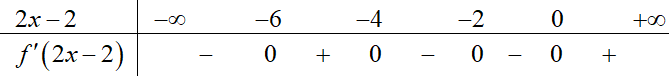 2x−2 −∞ −6 −4 −2 0 +∞
f′(2x−2) − 0 + 0 − 0 − 0 +